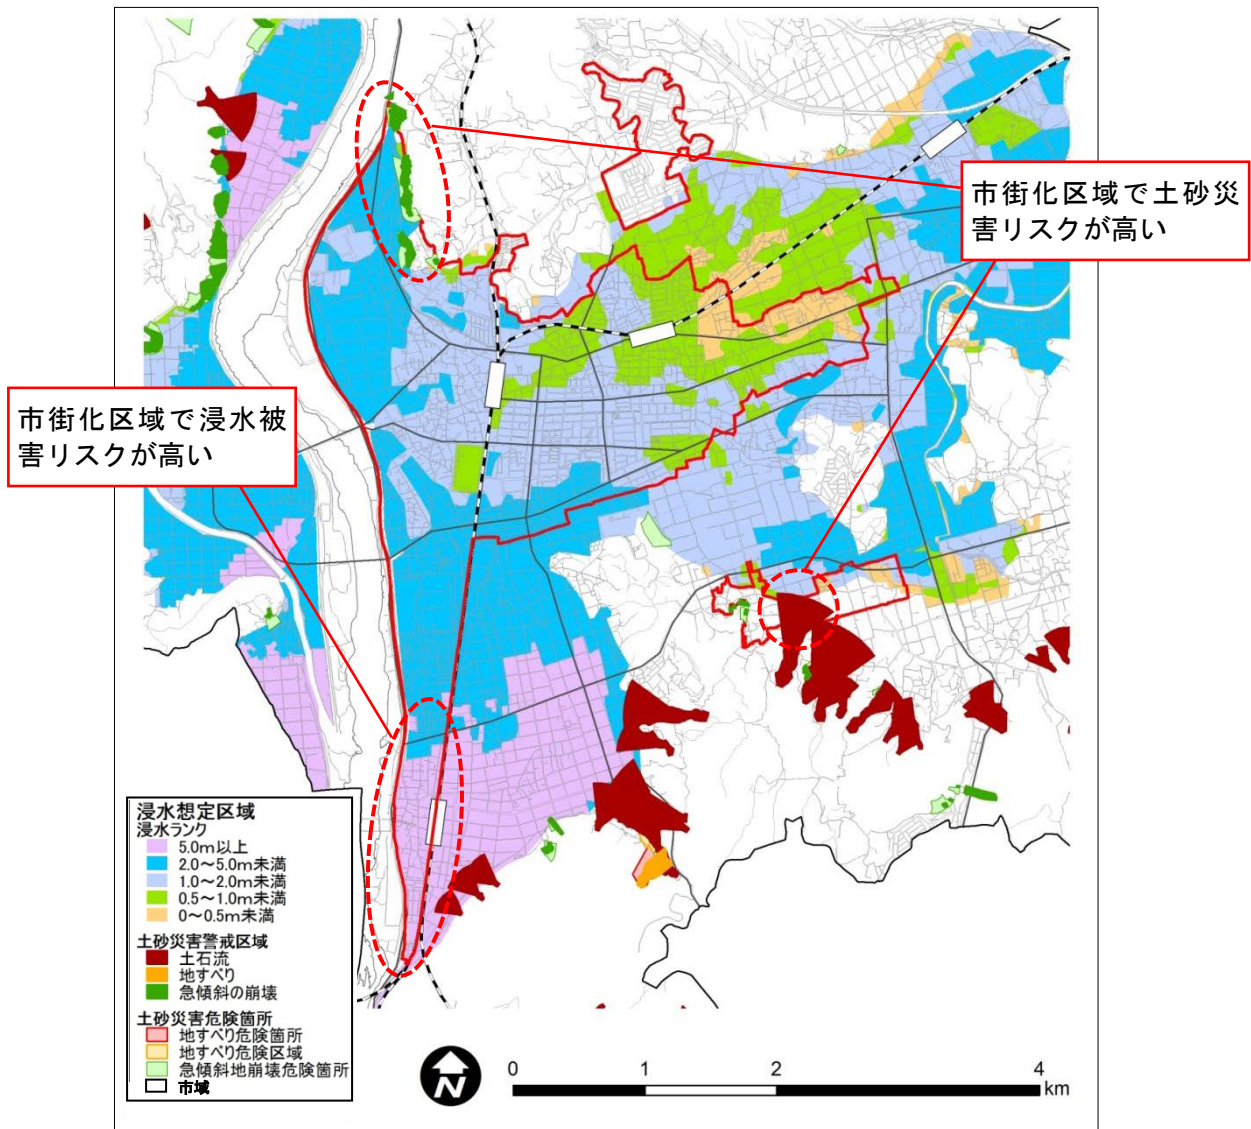 市街化区域で土砂災
害リスクが高い
市街化区域で浸水被
害リスクが高い
浸水想定区域
浸水ランク
5.0m以上
2.0～5.0m未満
1.0～2.0m未満
0.5～1.0m未満
0～0.5m未満
土砂災害警戒区域
土石流
地すべり
急傾斜の崩壊
土砂災害危険箇所
地すべり危険箇所
地すべり危険区域
急傾斜地崩壊危険箇所
市域
N
0 1 2 4
km